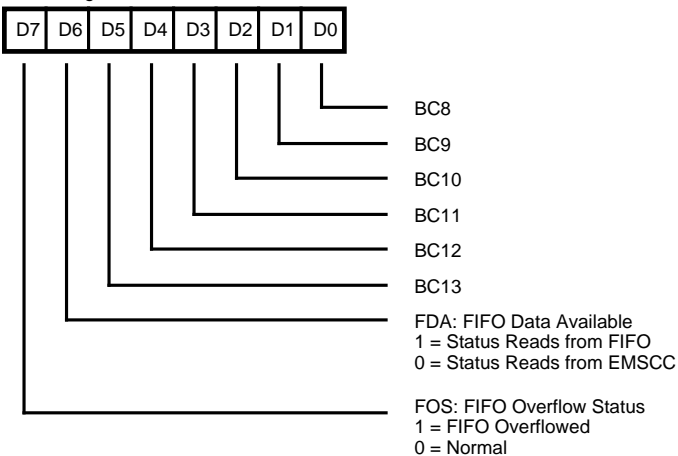 D7 D6 D5 D4 D3 D2 D1 D0
BC8
BC9
BC10
BC11
BC12
BC13
FDA: FIFO Data Available
1 = Status Reads from FIFO
0 = Status Reads from EMSCC
FOS: FIFO Overflow Status
1 = FIFO Overflowed
0 = Normal